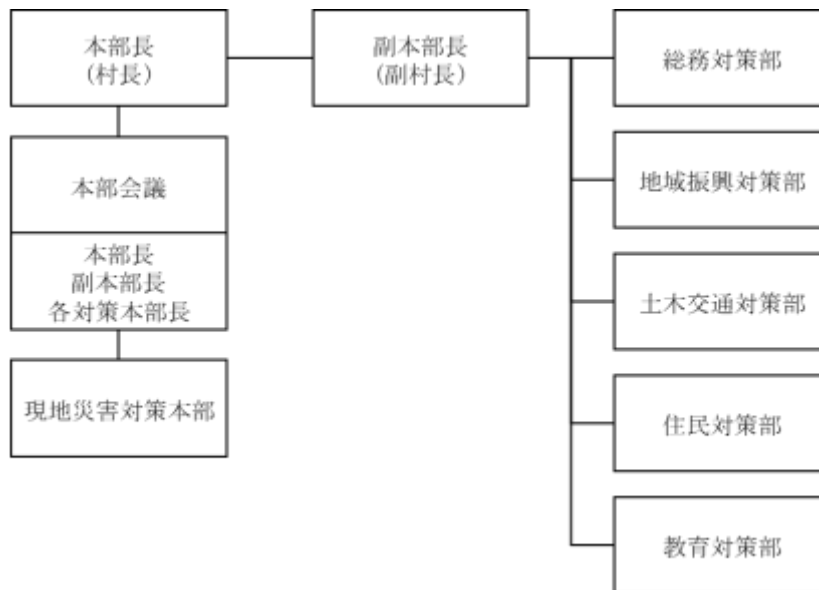 本部長
(村長)
副本部長
(副村長)
総務対策部
地域振興対策部
土木交通対策部
住民対策部
教育対策部
本部会議
本部長
副本部長
各対策本部長
現地災害対策本部